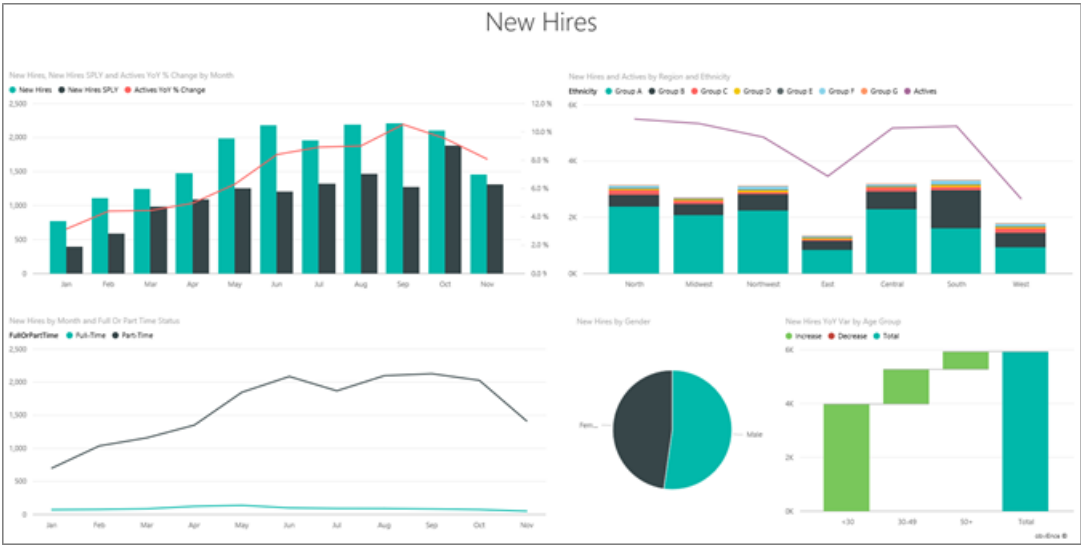 New Hires
New Hires, New Hires SPLY and Actives YoY % Change by Month
New Hires New Hires SPLY Actives YoY % Change
2,500
2,000
1,500
1,000
500
0
12.0 %
10.0 %
8.0 %
6.0 %
4.0 %
2.0 %
0.0 %
Jan Feb Mar Apr May Jun Jul Aug Sep Oct Nov
New Hires and Actives by Region and Ethnicity
Ethnicity Group A Group B Group C Group D Group E Group F Group G Actives
6K
4K
2K
0K
North Midwest Northwest East Central South West
New Hires by Month and Full Or Part Time Status
FullOrPartTime Full-Time Part-Time
2,500
2,000
1,500
1,000
500
0
Jan Feb Mar Apr May Jun Jul Aug Sep Oct Nov
New Hires by Gender
Fem...
Male
New Hires YoY Var by Age Group
Increase Decrease Total
6K
4K
2K
0K
<30 30-49 50+ Total
obviEnce ©